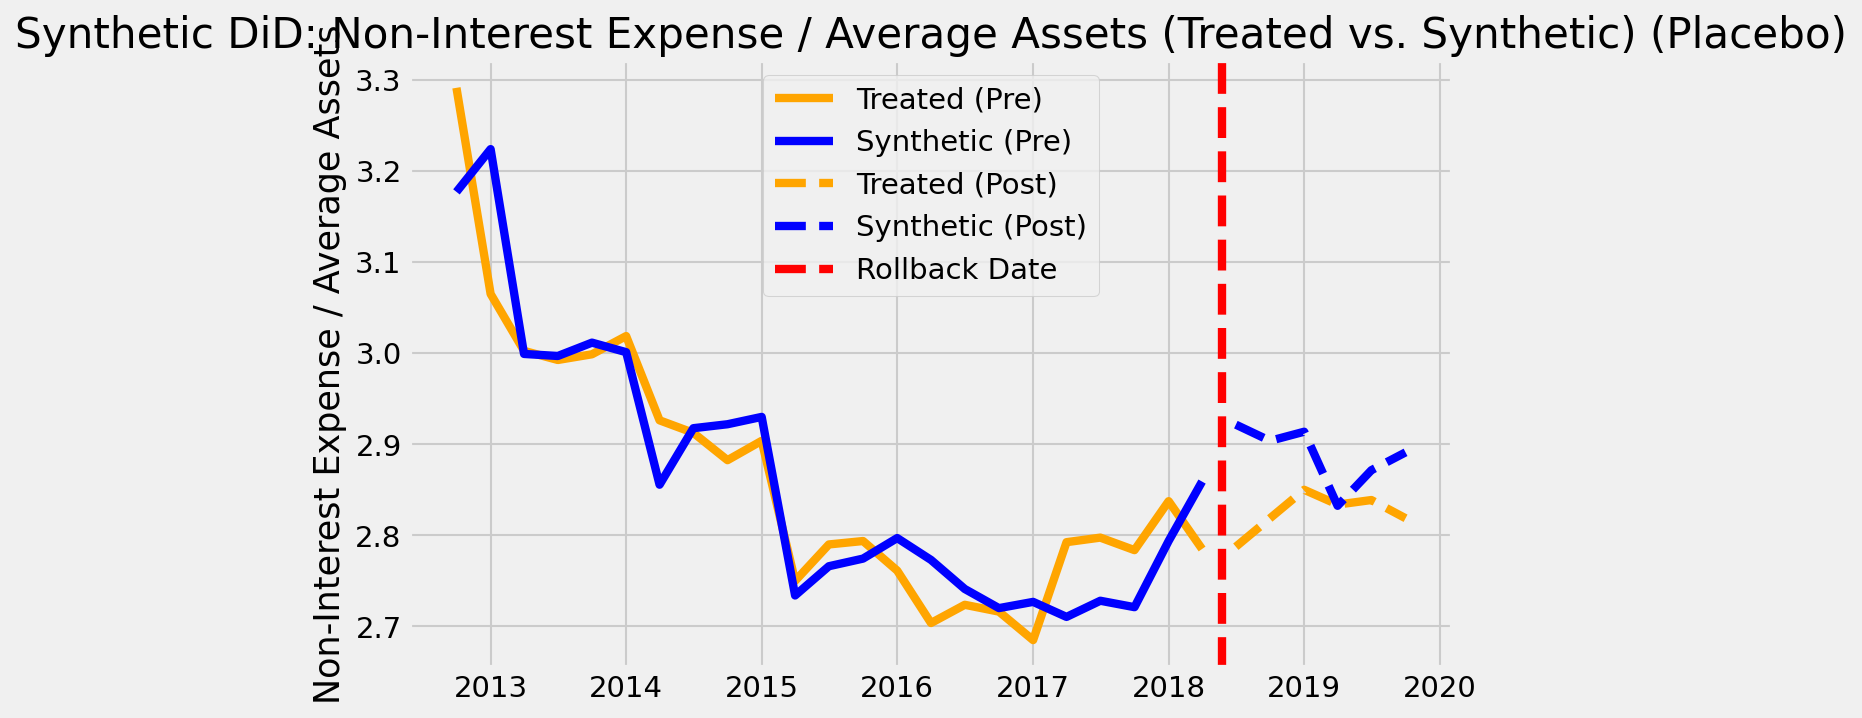 Synthetic DiD: Non-Interest Expense / Average Assets (Treated vs. Synthetic) (Placebo)
Non-Interest Expense / Average Assets
3.3
3.2
3.1
3.0
2.9
2.8
2.7
Treated (Pre)
Synthetic (Pre)
Treated (Post)
Synthetic (Post)
Rollback Date
2013
2014
2015
2016
2017
2018
2019
2020